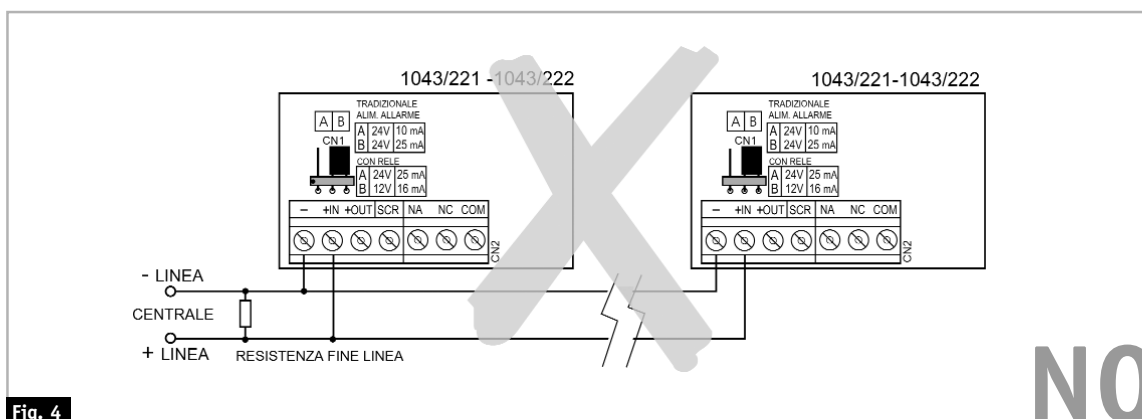 1043/221 -1043/222
TRADIZIONALE
ALIM. ALLARME
A B
A 24V 10 mA
B 24V 25 mA
CN1
CON RELE
A 24V 25 mA
B 12V 16 mA
– +IN +OUT SCR NA NC COM
CN2
1043/221-1043/222
TRADIZIONALE
ALIM. ALLARME
A B
A 24V 10 mA
B 24V 25 mA
CN1
CON RELE
A 24V 25 mA
B 12V 16 mA
– +IN +OUT SCR NA NC COM
CN2
- LINEA
CENTRALE
+ LINEA
RESISTENZA FINE LINEA
NO
Fig. 4